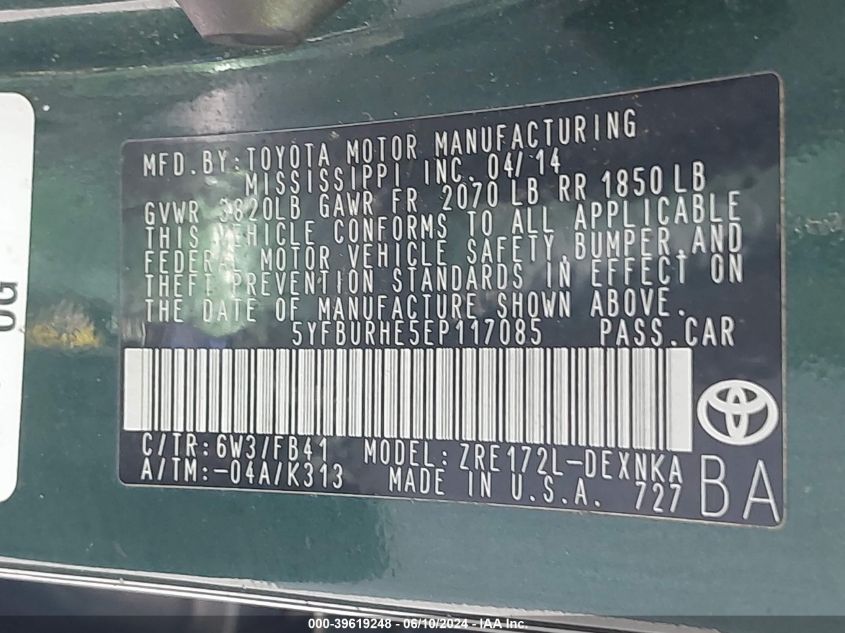 MFD.BY:TOYOTA MOTOR MANUFACTURING
MISSISSIPPI INC. 04/14
GVWR 3820LB GAWR FR 2070 LB RR 1850 LB
THIS VEHICLE CONFORMS TO ALL APPLICABLE
FEDERAL MOTOR VEHICLE SAFETY,BUMPER,AND
THEFT PREVENTION STANDARDS IN EFFECT ON
THE DATE OF MANUFACTURE SHOWN ABOVE.
5YFBURHE5EP117085 PASS.CAR
C/TR:6W3/FB41 MODEL:ZRE172L-DEXNKA
A/TM:-04A/K313 MADE IN U.S.A. 727
BA
000-39619248 - 06/10/2024 - IAA Inc.